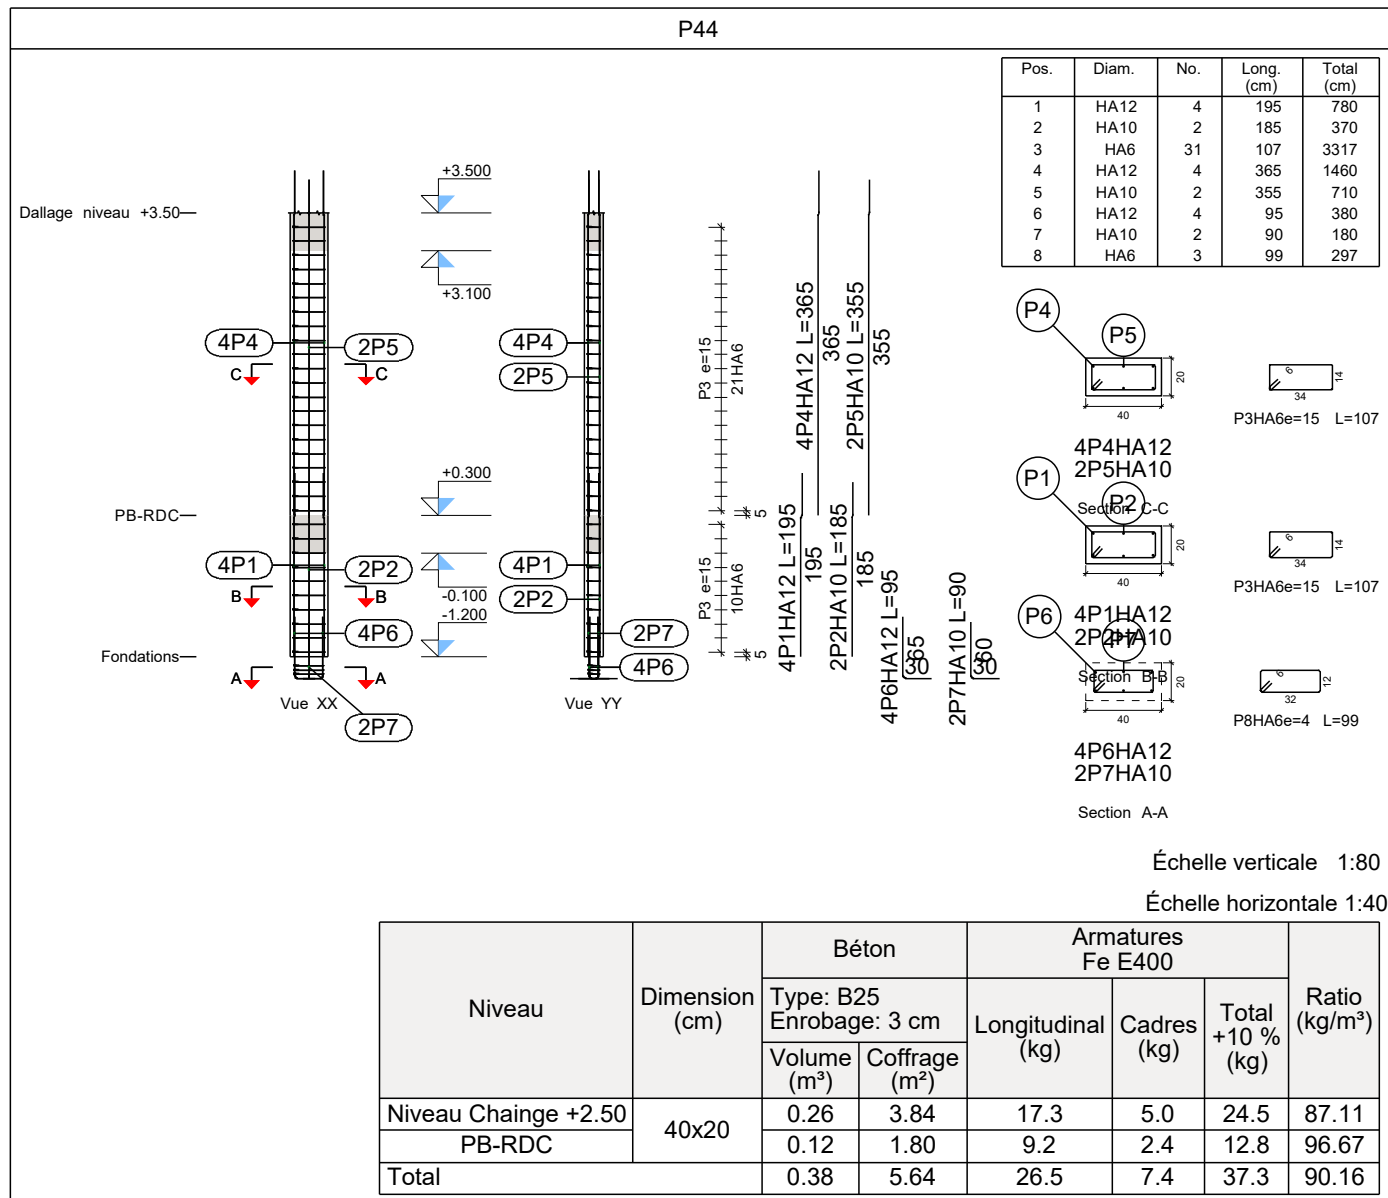 P44
Pos. Diam. No. Long. (cm) Total (cm)
1 HA12 4 195 780
2 HA10 2 185 370
3 HA6 31 107 3317
4 HA12 4 365 1460
5 HA10 2 355 710
6 HA12 4 95 380
7 HA10 2 90 180
8 HA6 3 99 297
Dallage niveau +3.50
+3.500
+3.100
4P4
2P5
C C
4P4
2P5
P3 e=15
21HA6
4P4HA12 L=365
365
2P5HA10 L=355
355
P4
P5
20
40
4P4HA12
2P5HA10
Section C-C
6
14
34
P3HA6e=15 L=107
PB-RDC
+0.300
-0.100
5
4P1
2P2
B B
4P1
2P2
P3 e=15
10HA6
4P1HA12 L=195
195
2P2HA10 L=185
185
P1
P2
20
40
4P1HA12
2P2HA10
Section B-B
6
14
34
P3HA6e=15 L=107
Fondations
-1.200
5
4P6
2P7
A A
2P7
4P6
Vue XX
Vue YY
4P6HA12 L=95
65
30
2P7HA10 L=90
60
30
P6
P7
20
40
4P6HA12
2P7HA10
Section A-A
6
12
32
P8HA6e=4 L=99
Échelle verticale 1:80
Échelle horizontale 1:40
Niveau
Dimension (cm)
Béton
Armatures
Fe E400
Ratio (kg/m³)
Type: B25
Enrobage: 3 cm
Longitudinal (kg)
Cadres (kg)
Total +10 % (kg)
Volume (m³)
Coffrage (m²)
Niveau Chainge +2.50 40x20 0.26 3.84 17.3 5.0 24.5 87.11
PB-RDC 0.12 1.80 9.2 2.4 12.8 96.67
Total 0.38 5.64 26.5 7.4 37.3 90.16